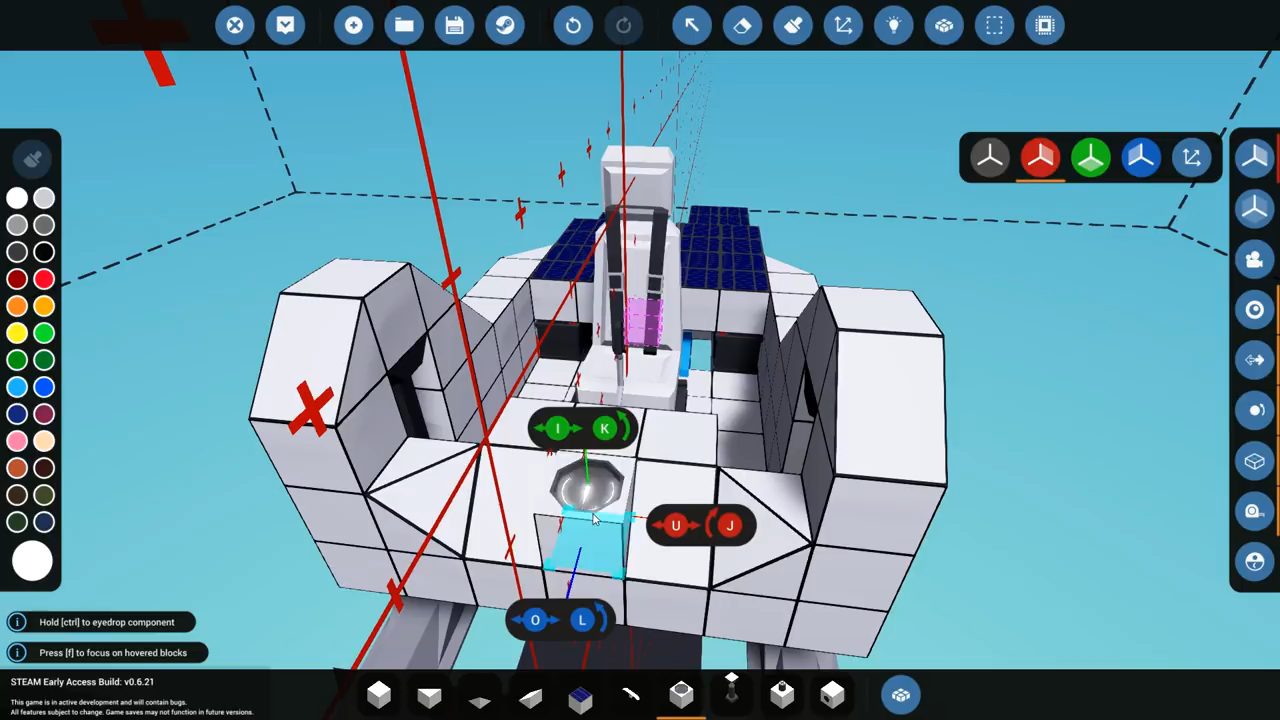 I K
U J
O L
Hold [ctrl] to eyedrop component
Press [f] to focus on hovered blocks
STEAM Early Access Build: v0.6.21
This game is in active development and will contain bugs.
All features subject to change. Game saves may not function in future versions.